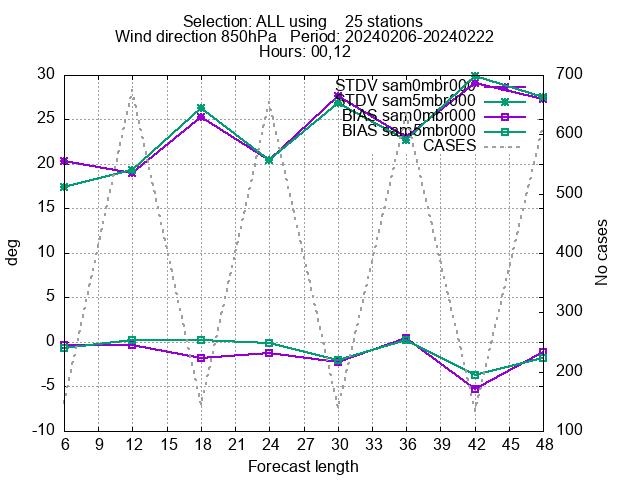 Selection: ALL using    25 stations
Wind direction 850hPa   Period: 20240206-20240222
Hours: 00,12
STDV sam0mbr000
STDV sam5mbr000
BIAS sam0mbr000
BIAS sam5mbr000
CASES
30
25
20
15
10
5
0
-5
-10
deg
700
600
500
400
300
200
100
No cases
6 9 12 15 18 21 24 27 30 33 36 39 42 45 48
Forecast length